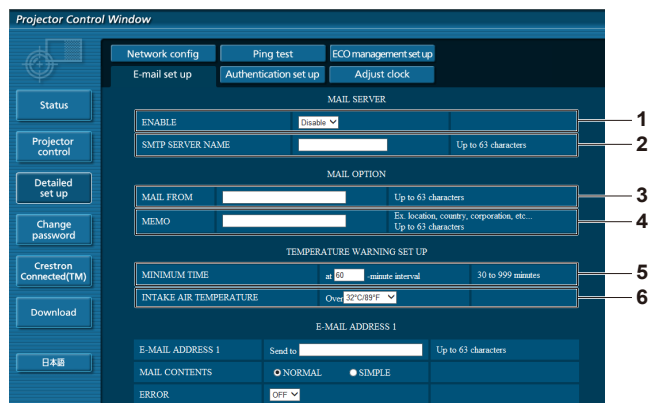 Projector Control Window
Network config
Ping test
ECO management set up
E-mail set up
Authentication set up
Adjust clock
Status
Projector
control
Detailed
set up
Change
password
Crestron
Connected(TM)
Download
日本語
MAIL SERVER
ENABLE Disable 1
SMTP SERVER NAME Up to 63 characters 2
MAIL OPTION
MAIL FROM Up to 63 characters 3
MEMO Ex. location, country, corporation, etc...
Up to 63 characters 4
TEMPERATURE WARNING SET UP
MINIMUM TIME at 60 -minute interval 30 to 999 minutes 5
INTAKE AIR TEMPERATURE Over 32°C/89°F 6
E-MAIL ADDRESS 1
E-MAIL ADDRESS 1 Send to Up to 63 characters
MAIL CONTENTS NORMAL SIMPLE
ERROR OFF